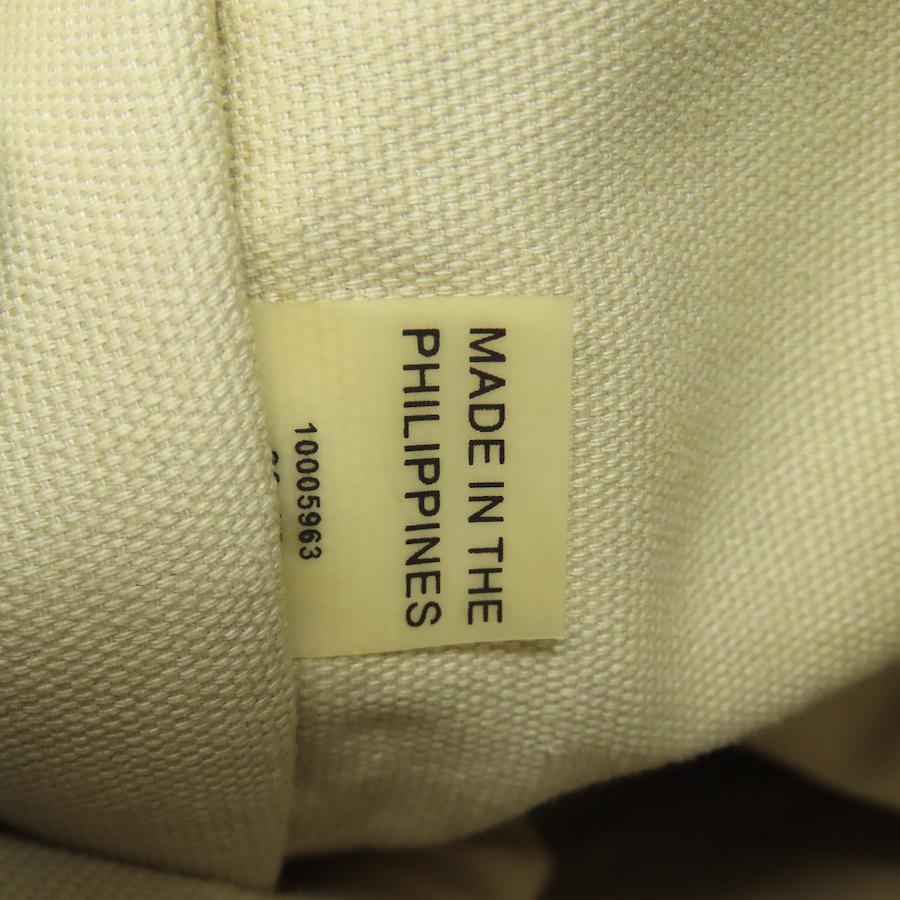 MADE IN THE
PHILIPPINES
10005963